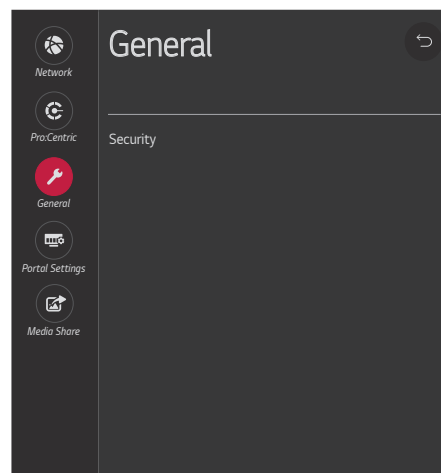 General
Network
Pro:Centric
Security
General
Portal Settings
Media Share